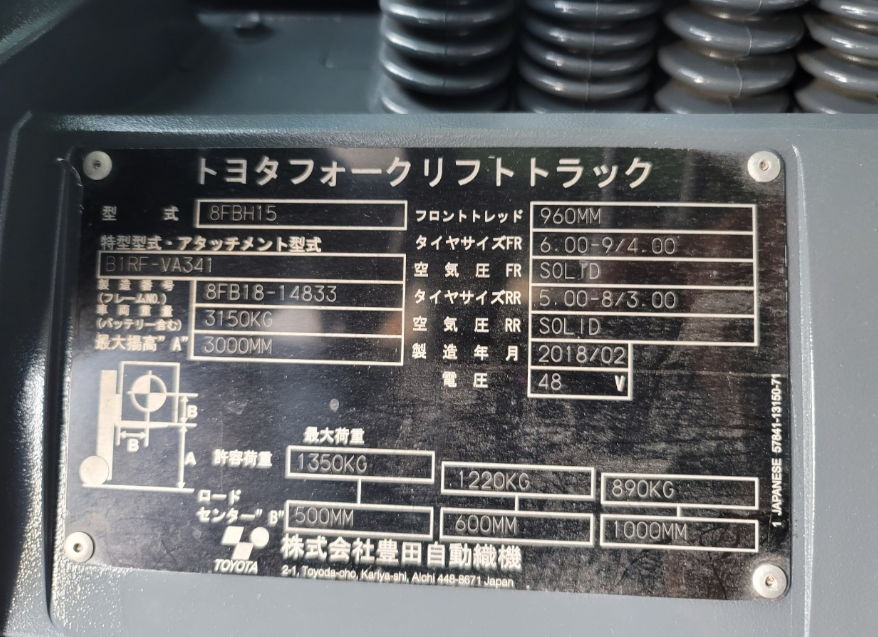 トヨタフォークリフトトラック
型 式 8FBH15
特型型式・アタッチメント型式
B1RF-VA341
製造番号
(フレームNO.) 8FB18-14833
車両重量
(バッテリー含む) 3150KG
最大揚高"A" 3000MM
フロントトレッド 960MM
タイヤサイズFR 6.00-9/4.00
空気圧FR SOLID
タイヤサイズRR 5.00-8/3.00
空気圧RR SOLID
製造年月 2018/02
電圧 48 V
B
B
A
最大荷重
許容荷重 1350KG 1220KG 890KG
ロード
センター"B" 500MM 600MM 1000MM
TOYOTA
株式会社豊田自動織機
2-1, Toyoda-cho, Kariya-shi, Aichi 448-8671 Japan
1 JAPANESE 57841-13150-71